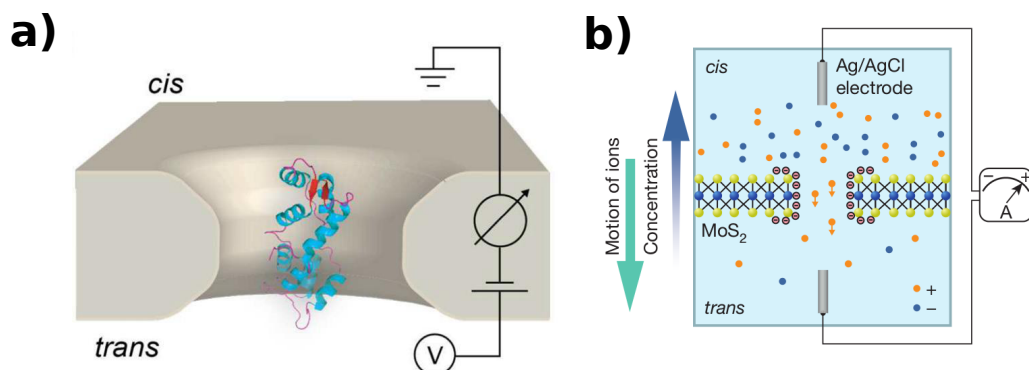 a)
cis
trans
V
b)
cis
Ag/AgCl
electrode
Motion of ions
Concentration
MoS2
− +
A
trans
+
−